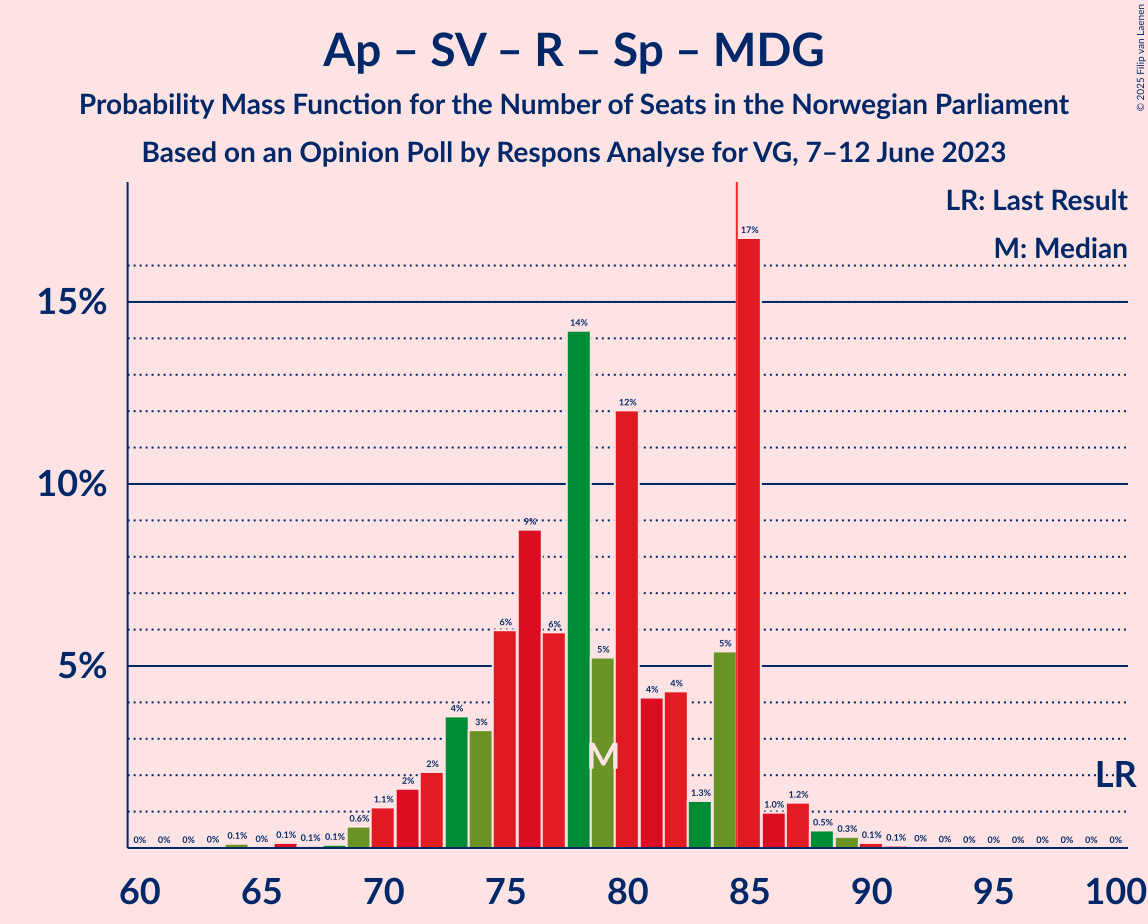 Ap – SV – R – Sp – MDG
Probability Mass Function for the Number of Seats in the Norwegian Parliament
Based on an Opinion Poll by Respons Analyse for VG, 7–12 June 2023
© 2025 Filip van Laenen
LR: Last Result
M: Median
15%
10%
5%
0% 0% 0% 0% 0.1% 0% 0.1% 0.1% 0.1% 0.6% 1.1% 2% 2% 4% 3% 6% 9% 6% 14% 5% 12% 4% 4% 1.3% 5% 17% 1.0% 1.2% 0.5% 0.3% 0.1% 0.1% 0% 0% 0% 0% 0% 0% 0% 0% 0%
M
LR
60 65 70 75 80 85 90 95 100